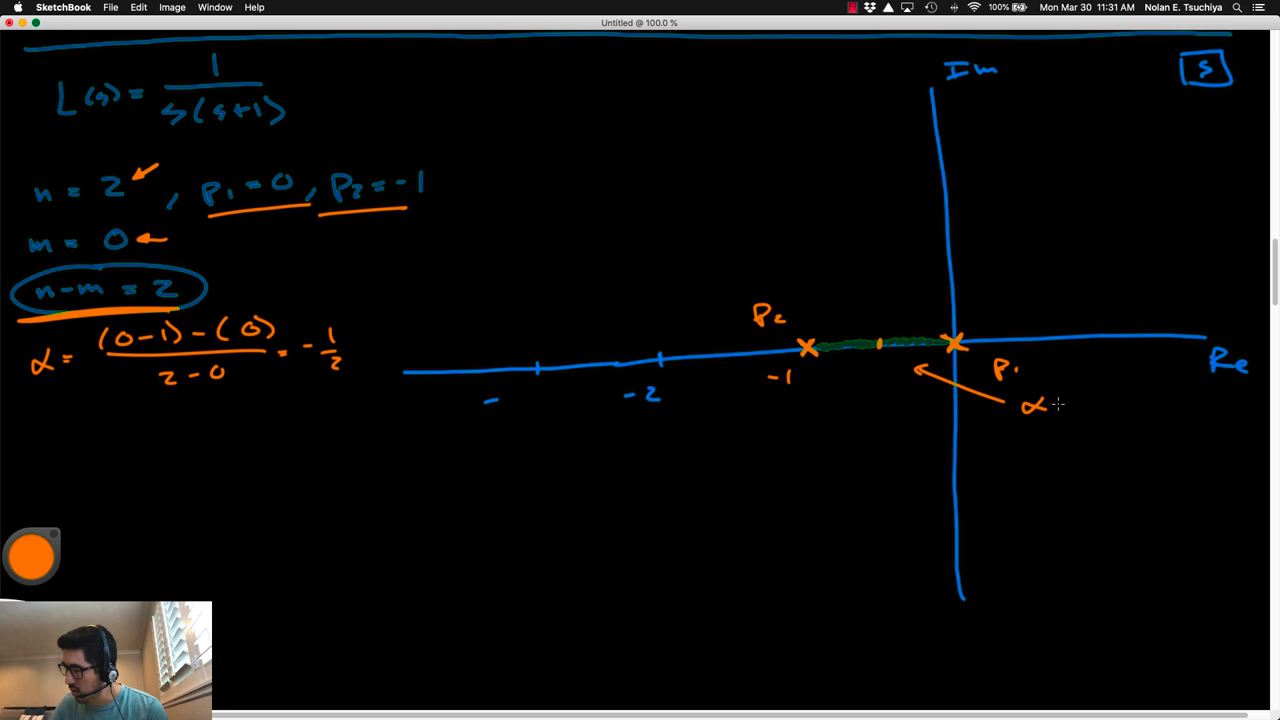 SketchBook File Edit Image Window Help 100% Mon Mar 30 11:31 AM Nolan E. Tsuchiya
Untitled @ 100.0 %
L(s) = 1 / s(s+1)
n = 2 , p₁ = 0 , p₂ = -1
m = 0
n-m = 2
α = (0-1) - (0) / 2 - 0 = - 1/2
Im
S
P₂
-
-2
-1
P₁
Re
α